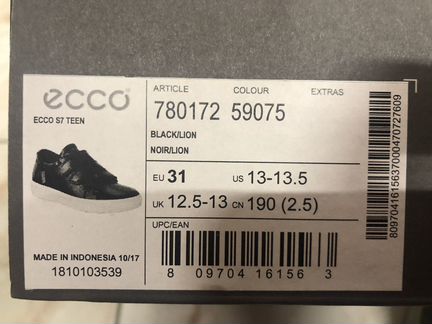 ecco
ECCO S7 TEEN
ARTICLE COLOUR EXTRAS
780172 59075
BLACK/LION
NOIR/LION
EU 31 US 13-13.5
UK 12.5-13 CN 190 (2.5)
UPC/EAN
8 09704 16156 3
MADE IN INDONESIA 10/17
1810103539
8097041615637000470727609